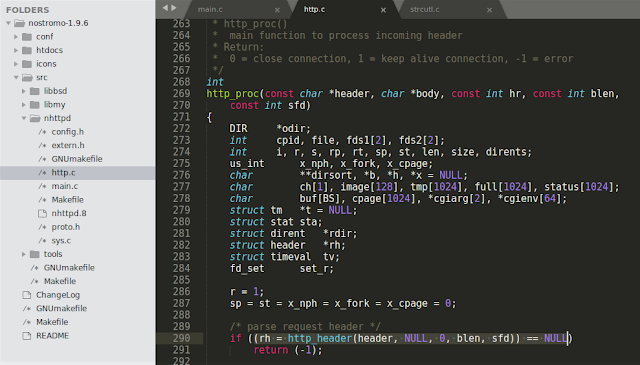 FOLDERS
nostromo-1.9.6
conf
htdocs
icons
src
libbsd
libmy
nhttpd
/* config.h
/* extern.h
/* GNUmakefile
/* http.c
/* main.c
/* Makefile
nhttpd.8
/* proto.h
/* sys.c
tools
/* GNUmakefile
/* Makefile
ChangeLog
/* GNUmakefile
/* Makefile
README
main.c
http.c
strcutl.c
263 * http_proc()
264 * main function to process incoming header
265 * Return:
266 * 0 = close connection, 1 = keep alive connection, -1 = error
267 */
268 int
269 http_proc(const char *header, char *body, const int hr, const int blen,
270 const int sfd)
271 {
272 DIR *odir;
273 int cpid, file, fds1[2], fds2[2];
274 int i, r, s, rp, rt, sp, st, len, size, dirents;
275 us_int x_nph, x_fork, x_cpage;
276 char **dirsort, *b, *h, *x = NULL;
277 char ch[1], image[128], tmp[1024], full[1024], status[1024];
278 char buf[BS], cpage[1024], *cgiarg[2], *cgienv[64];
279 struct tm *t = NULL;
280 struct stat sta;
281 struct dirent *rdir;
282 struct header *rh;
283 struct timeval tv;
284 fd_set set_r;
285
286 r = 1;
287 sp = st = x_nph = x_fork = x_cpage = 0;
288
289 /* parse request header */
290 if ((rh = http_header(header, NULL, 0, blen, sfd)) == NULL)
291 return (-1);
292